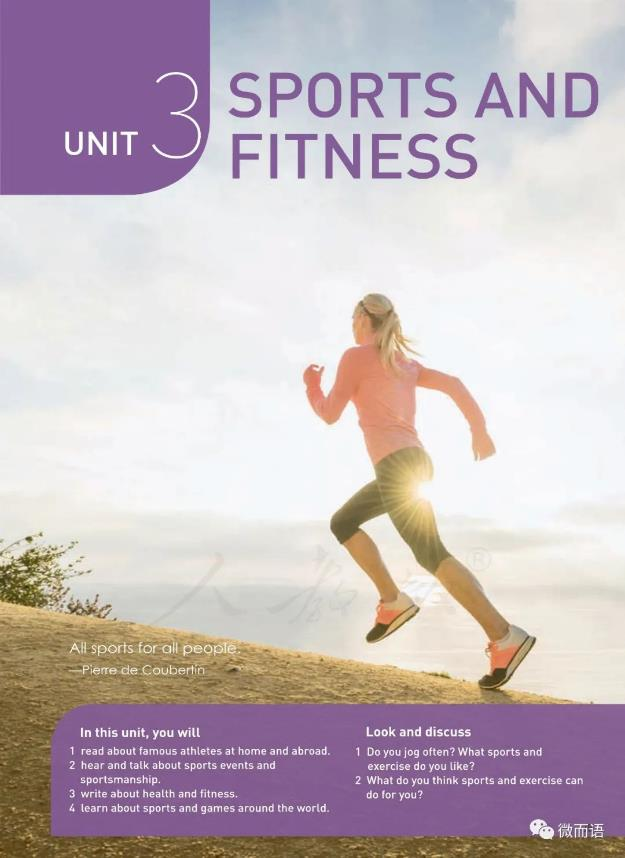 UNIT 3
SPORTS AND
FITNESS
人教
®
All sports for all people.
—Pierre de Coubertin
In this unit, you will
1 read about famous athletes at home and abroad.
2 hear and talk about sports events and
sportsmanship.
3 write about health and fitness.
4 learn about sports and games around the world.
Look and discuss
1 Do you jog often? What sports and
exercise do you like?
2 What do you think sports and exercise can
do for you?
微而语